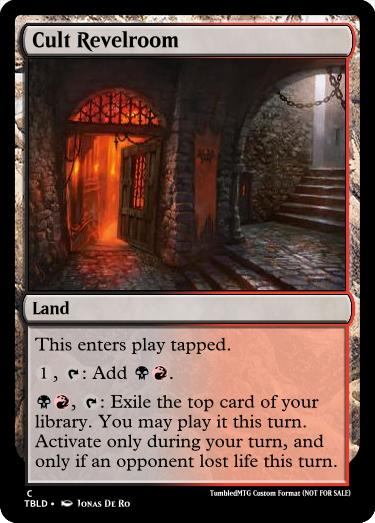 Cult Revelroom
Land
This enters play tapped.
1 , : Add .
, : Exile the top card of your
library. You may play it this turn.
Activate only during your turn, and
only if an opponent lost life this turn.
C
TumbledMTG Custom Format (NOT FOR SALE)
TBLD • Jonas De Ro